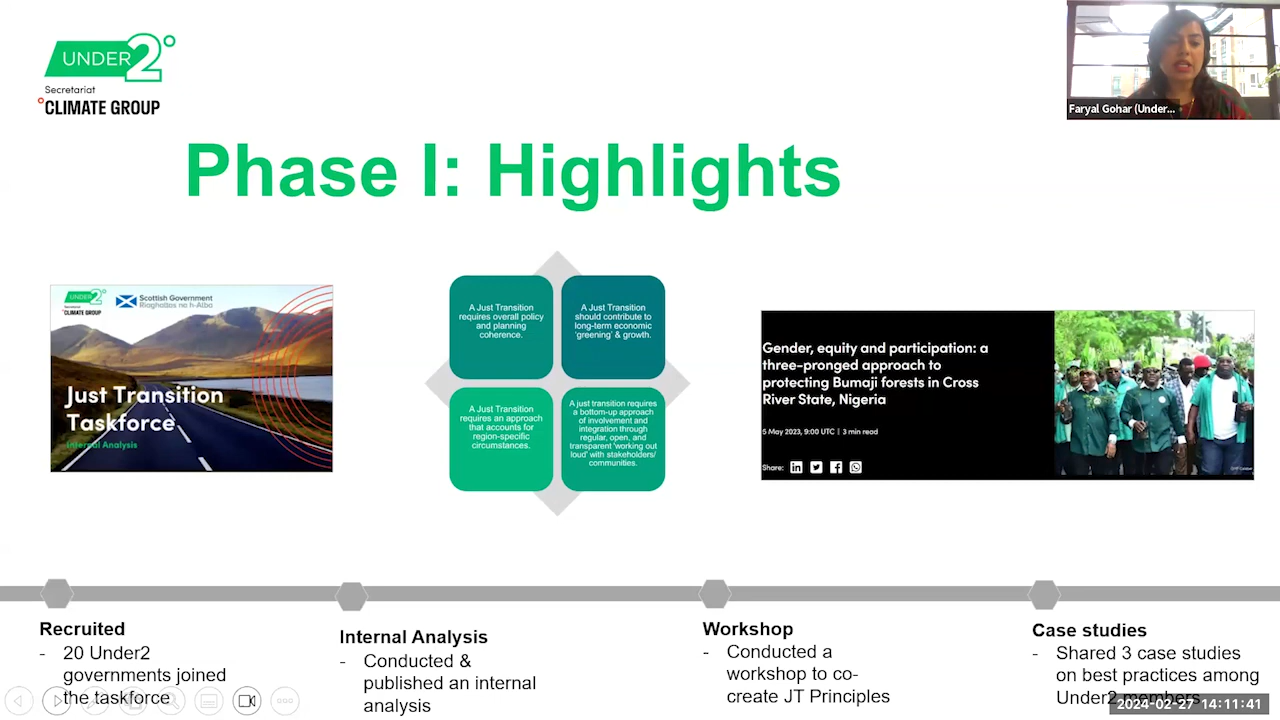 UNDER2°
Secretariat
°CLIMATE GROUP
Faryal Gohar (Under...
Phase I: Highlights
UNDER2°
Secretariat
°CLIMATE GROUP
Scottish Government
Riaghaltas na h-Alba
Just Transition
Taskforce
Internal Analysis
A Just Transition
requires overall policy
and planning
coherence.
A Just Transition
should contribute to
long-term economic
'greening' & growth.
A Just Transition
requires an approach
that accounts for
region-specific
circumstances.
A just transition requires
a bottom-up approach
of involvement and
integration through
regular, open, and
transparent 'working out
loud' with stakeholders/
communities.
Gender, equity and participation: a
three-pronged approach to
protecting Bumaji forests in Cross
River State, Nigeria
5 May 2023, 9:00 UTC | 3 min read
Share:
Recruited
- 20 Under2
governments joined
the taskforce
Internal Analysis
- Conducted &
published an internal
analysis
Workshop
- Conducted a
workshop to co-
create JT Principles
Case studies
- Shared 3 case studies
on best practices among
Under2 members
2024-02-27 14:11:41